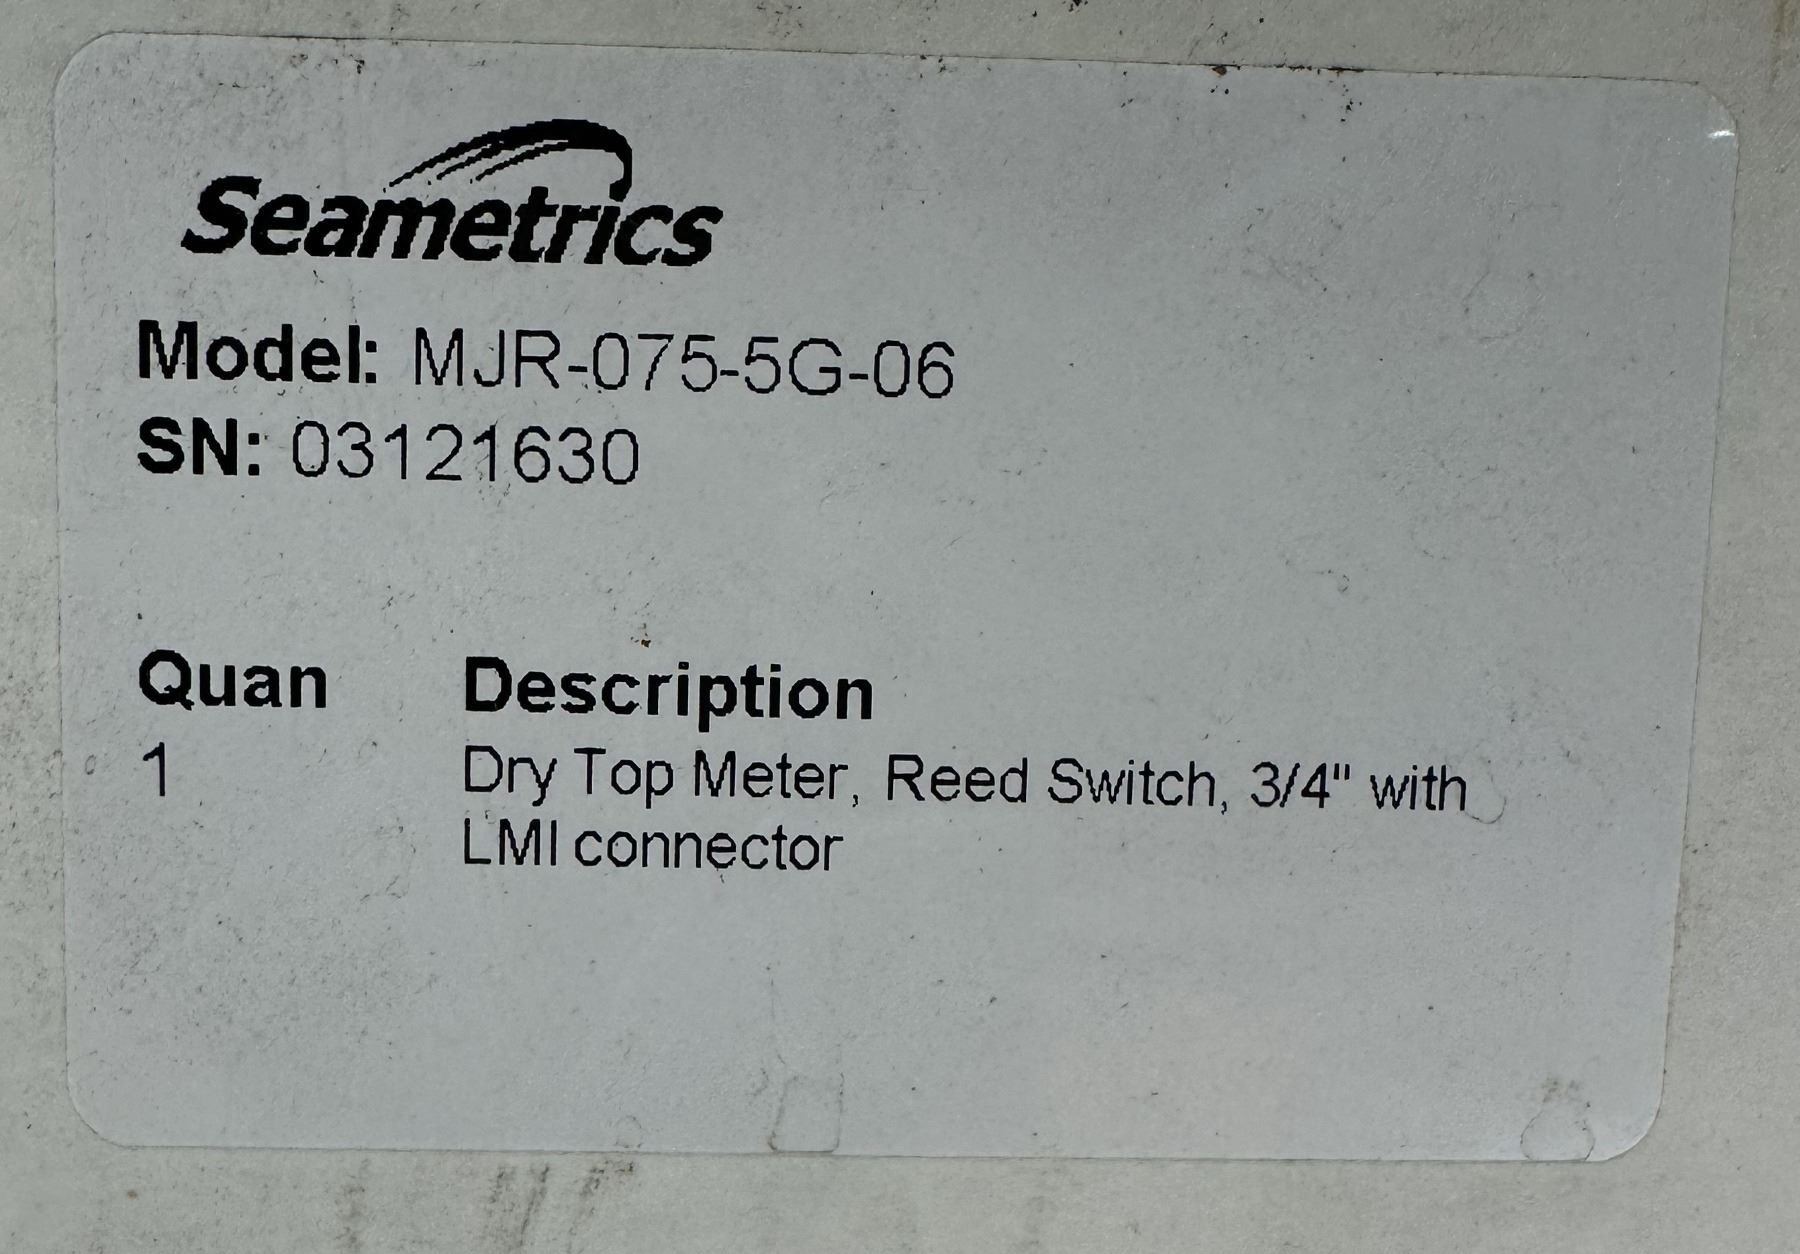 Seametrics
Model: MJR-075-5G-06
SN: 03121630
Quan Description
1 Dry Top Meter, Reed Switch, 3/4" with
LMI connector